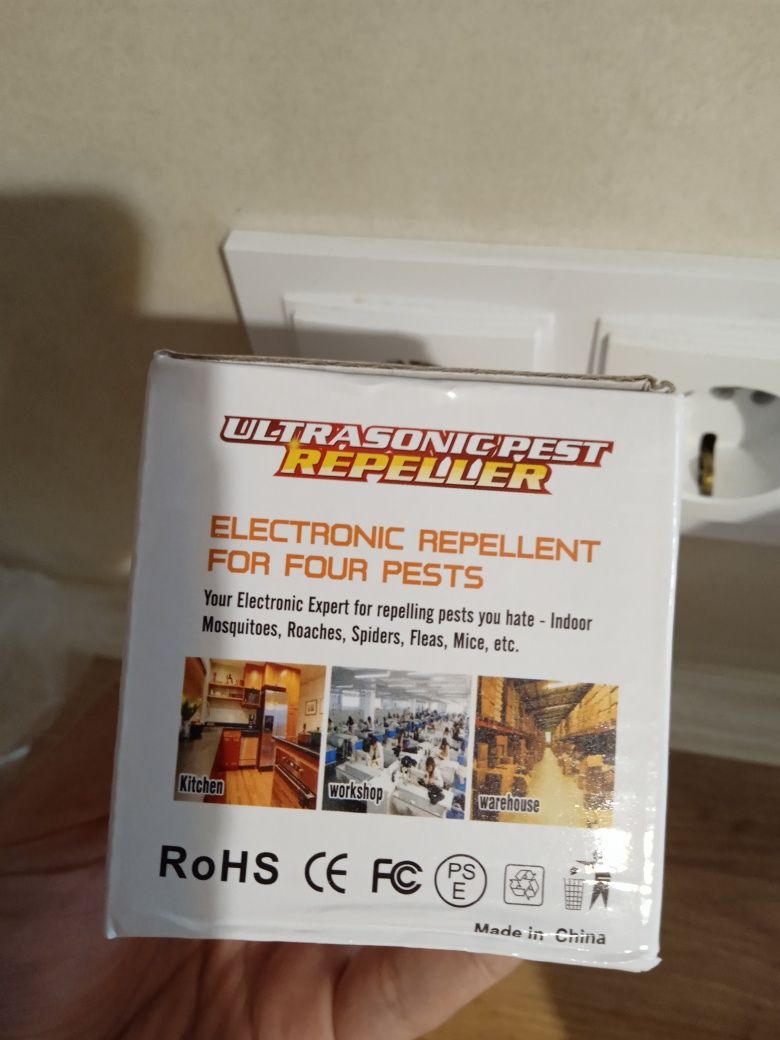 ULTRASONIC PEST
REPELLER
ELECTRONIC REPELLENT
FOR FOUR PESTS
Your Electronic Expert for repelling pests you hate - Indoor
Mosquitoes, Roaches, Spiders, Fleas, Mice, etc.
Kitchen
workshop
warehouse
RoHS CE FC PS
E
Made in China